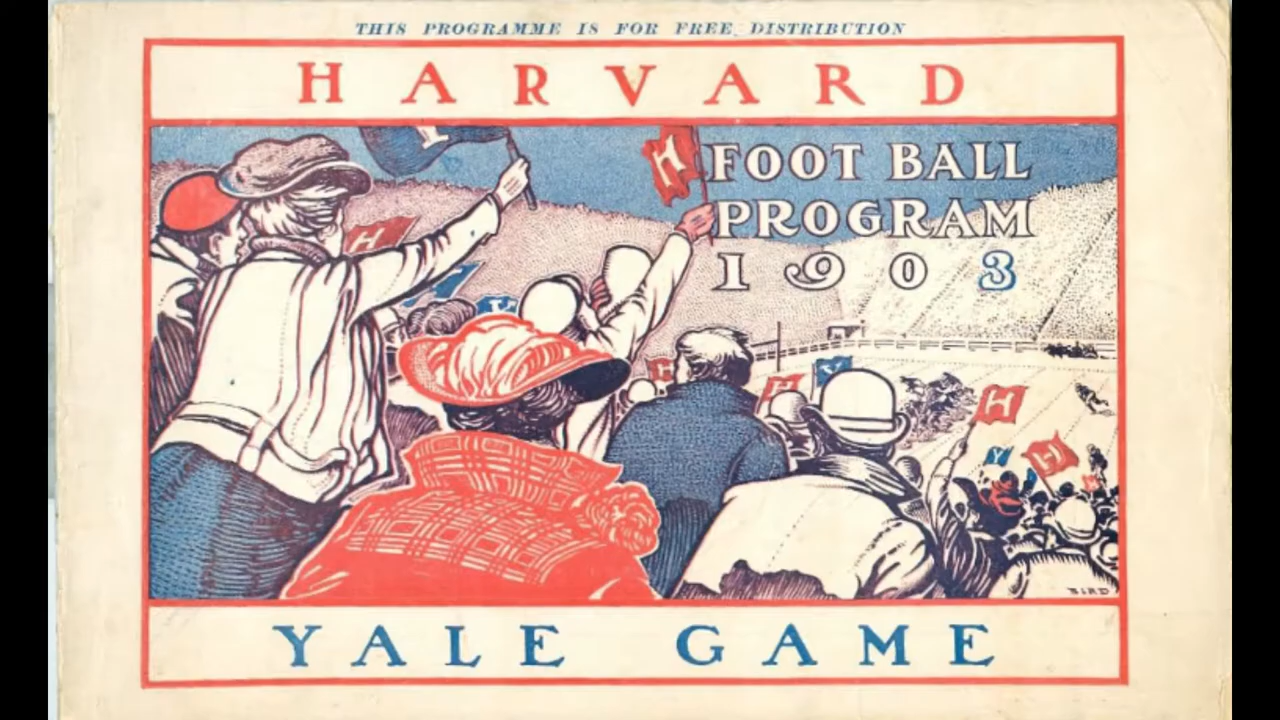 THIS PROGRAMME IS FOR FREE DISTRIBUTION
HARVARD
Y
H
FOOT BALL
PROGRAM
1903
H
Y
H
H
Y
H
Y
H
H
BIRD
YALE GAME